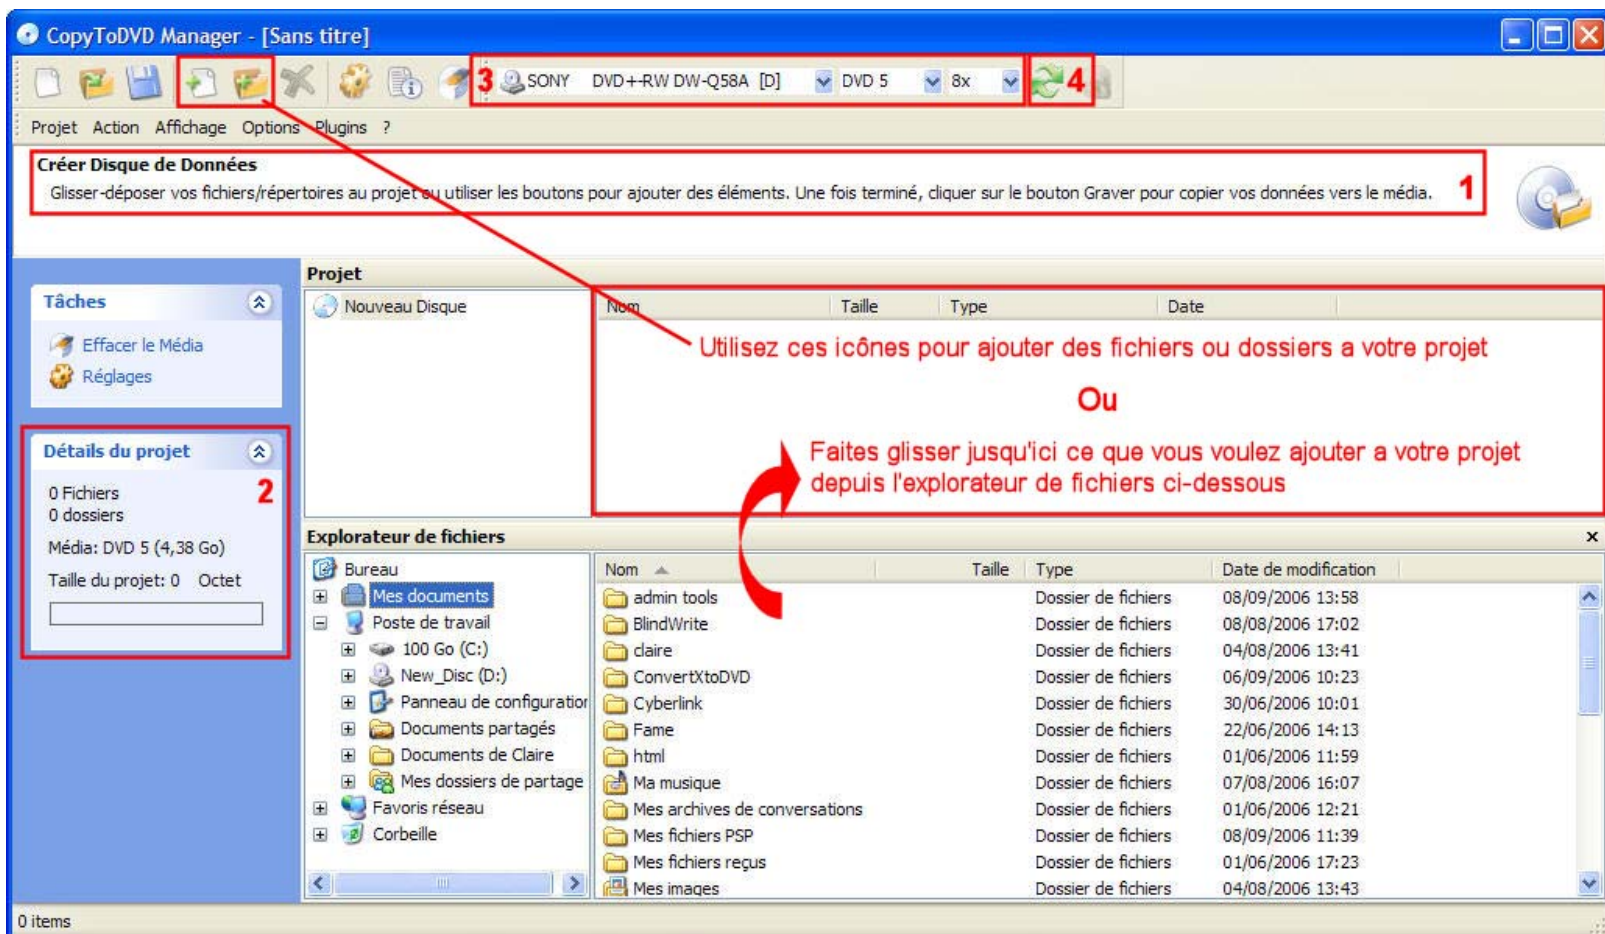 CopyToDVD Manager - [Sans titre]
3 SONY DVD+-RW DW-Q58A [D] DVD 5 8x 4
Projet Action Affichage Options Plugins ?
Créer Disque de Données
Glisser-déposer vos fichiers/répertoires au projet ou utiliser les boutons pour ajouter des éléments. Une fois terminé, cliquer sur le bouton Graver pour copier vos données vers le média. 1
Tâches
Effacer le Média
Réglages
Détails du projet
2
0 Fichiers
0 dossiers
Média: DVD 5 (4,38 Go)
Taille du projet: 0 Octet
Projet
Nouveau Disque
Nom Taille Type Date
Utilisez ces icônes pour ajouter des fichiers ou dossiers a votre projet
Ou
Faites glisser jusqu'ici ce que vous voulez ajouter a votre projet
depuis l'explorateur de fichiers ci-dessous
Explorateur de fichiers x
Bureau
Mes documents
Poste de travail
100 Go (C:)
New_Disc (D:)
Panneau de configuration
Documents partagés
Documents de Claire
Mes dossiers de partage
Favoris réseau
Corbeille
Nom Taille Type Date de modification
admin tools Dossier de fichiers 08/09/2006 13:58
BlindWrite Dossier de fichiers 08/08/2006 17:02
claire Dossier de fichiers 04/08/2006 13:41
ConvertXtoDVD Dossier de fichiers 06/09/2006 10:23
Cyberlink Dossier de fichiers 30/06/2006 10:01
Fame Dossier de fichiers 22/06/2006 14:13
html Dossier de fichiers 01/06/2006 11:59
Ma musique Dossier de fichiers 07/08/2006 16:07
Mes archives de conversations Dossier de fichiers 01/06/2006 12:21
Mes fichiers PSP Dossier de fichiers 08/09/2006 11:39
Mes fichiers reçus Dossier de fichiers 01/06/2006 17:23
Mes images Dossier de fichiers 04/08/2006 13:43
0 items